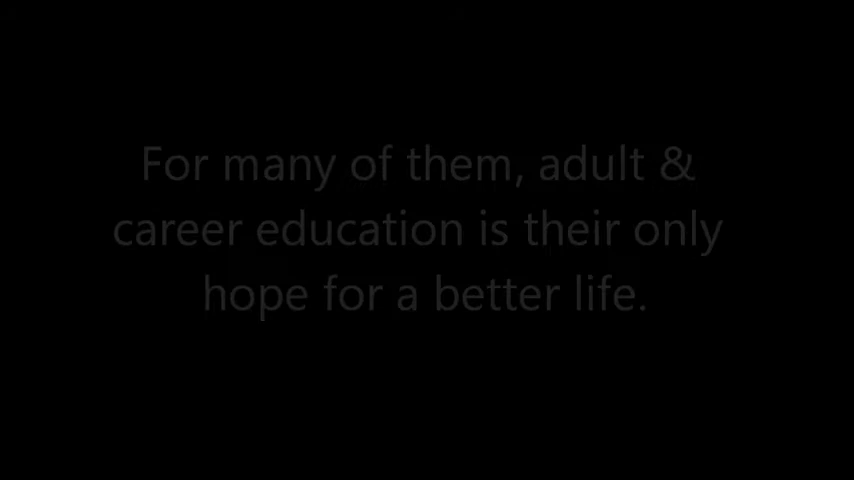 For many of them, adult &
career education is their only
hope for a better life.